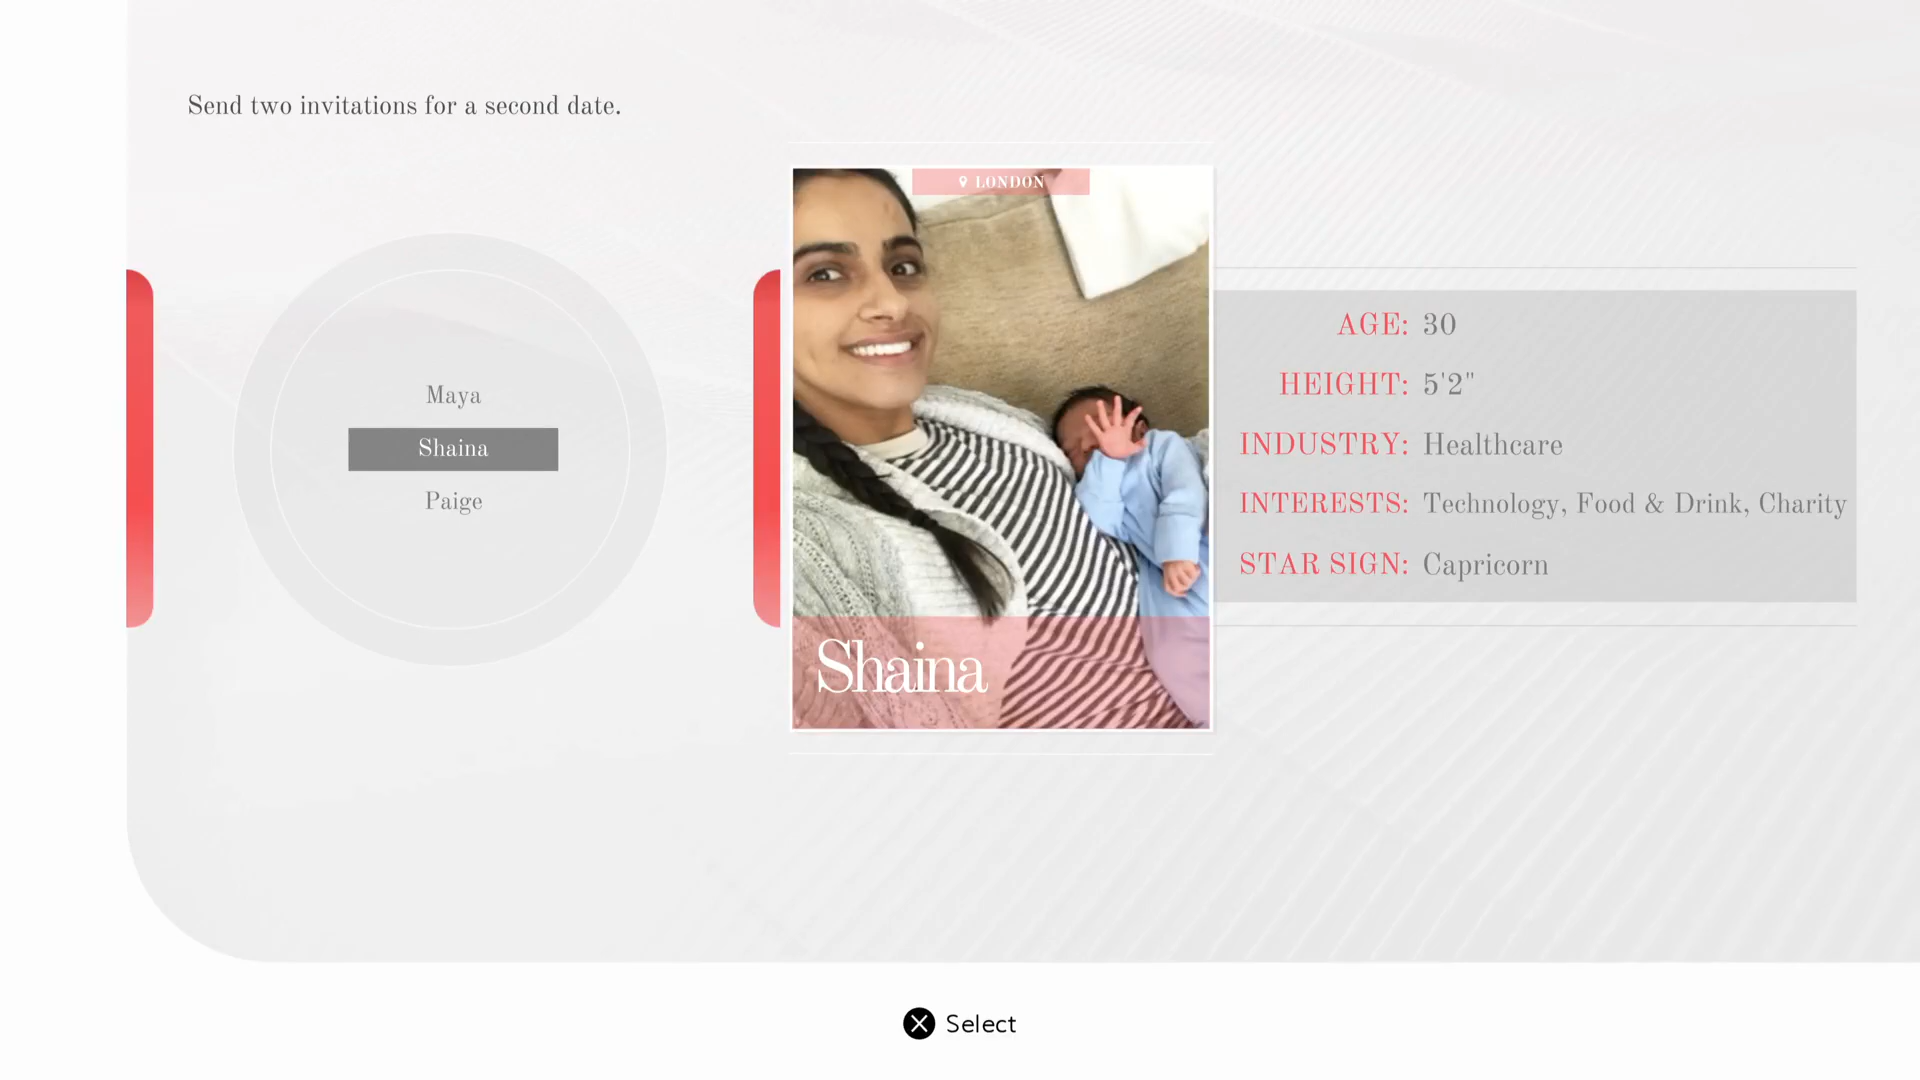 Send two invitations for a second date.
Maya
Shaina
Paige
LONDON
Shaina
AGE: 30
HEIGHT: 5'2"
INDUSTRY: Healthcare
INTERESTS: Technology, Food & Drink, Charity
STAR SIGN: Capricorn
Select